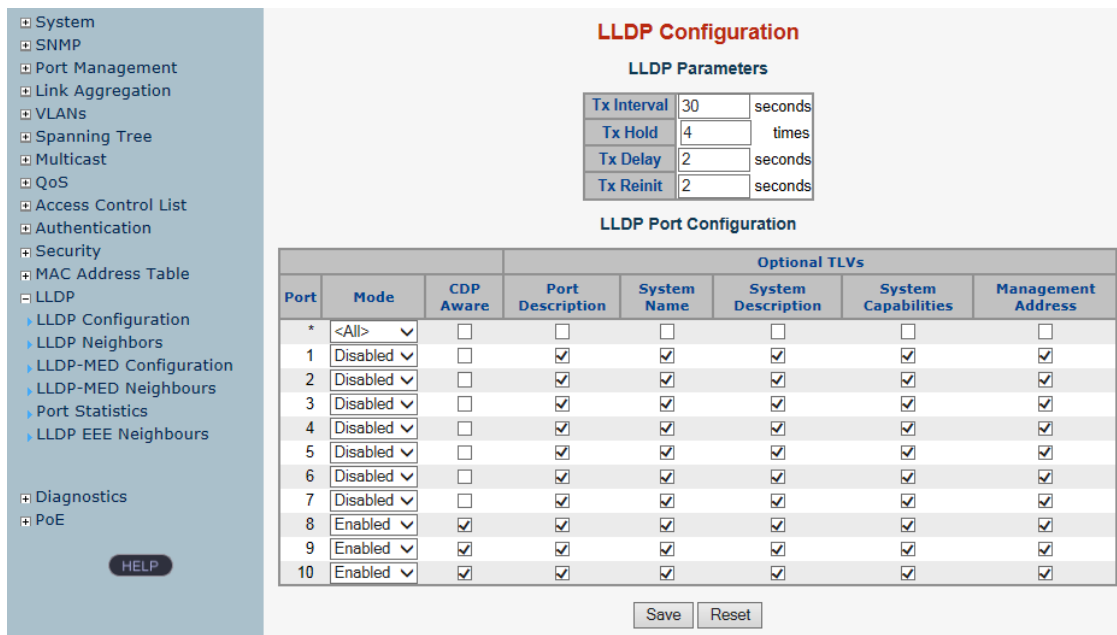 System
SNMP
Port Management
Link Aggregation
VLANs
Spanning Tree
Multicast
QoS
Access Control List
Authentication
Security
MAC Address Table
LLDP
LLDP Configuration
LLDP Neighbors
LLDP-MED Configuration
LLDP-MED Neighbours
Port Statistics
LLDP EEE Neighbours
Diagnostics
PoE
HELP
LLDP Configuration
LLDP Parameters
Tx Interval 30 seconds
Tx Hold 4 times
Tx Delay 2 seconds
Tx Reinit 2 seconds
LLDP Port Configuration
Optional TLVs
Port Mode CDP Aware Port Description System Name System Description System Capabilities Management Address
* <All>
1 Disabled
2 Disabled
3 Disabled
4 Disabled
5 Disabled
6 Disabled
7 Disabled
8 Enabled
9 Enabled
10 Enabled
Save Reset